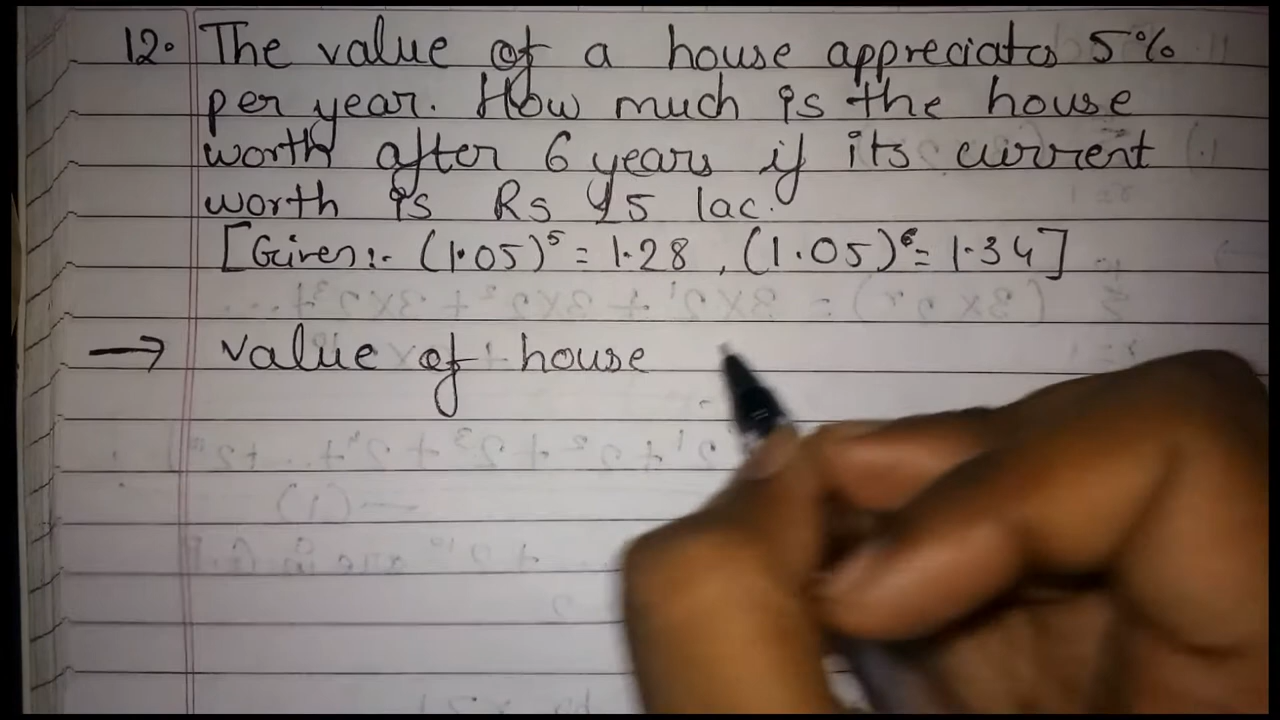 12. The value of a house appreciates 5%
per year. How much is the house
worth after 6 years if its current
worth is Rs 15 lac.
[Given:- (1.05)⁵ = 1.28, (1.05)⁶ = 1.34]
→ Value of house